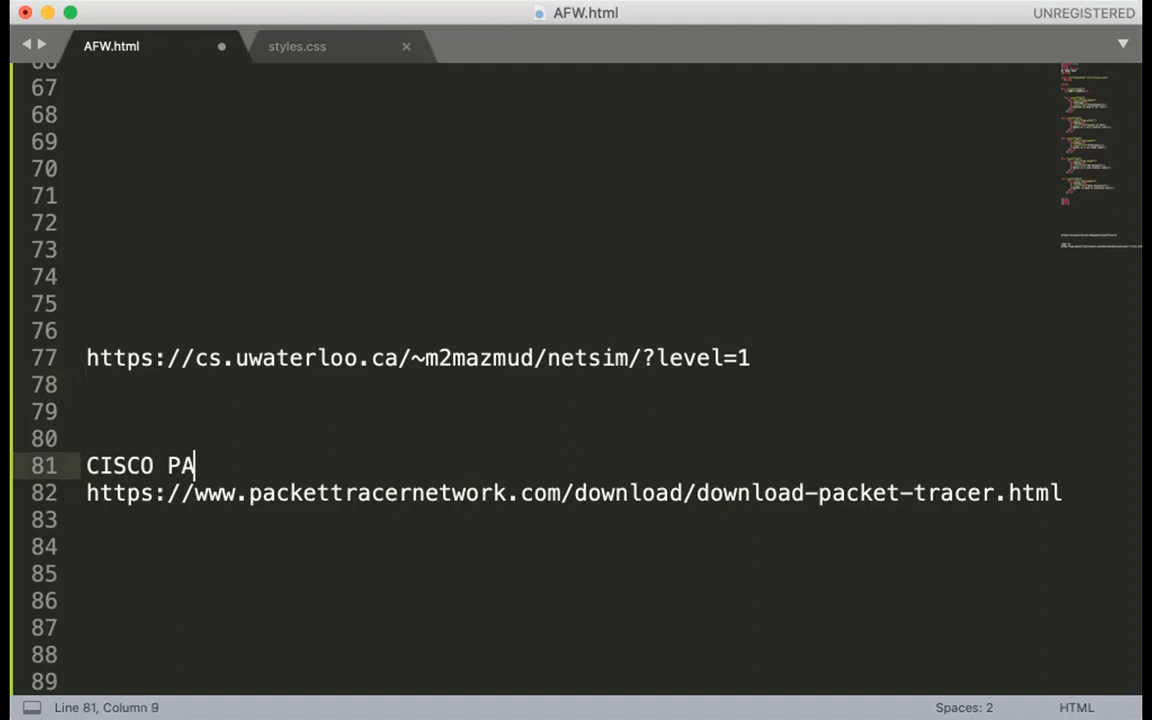 AFW.html
UNREGISTERED
AFW.html
styles.css
66
67
68
69
70
71
72
73
74
75
76
77 https://cs.uwaterloo.ca/~m2mazmud/netsim/?level=1
78
79
80
81 CISCO PA
82 https://www.packettracernetwork.com/download/download-packet-tracer.html
83
84
85
86
87
88
89
Line 81, Column 9
Spaces: 2
HTML